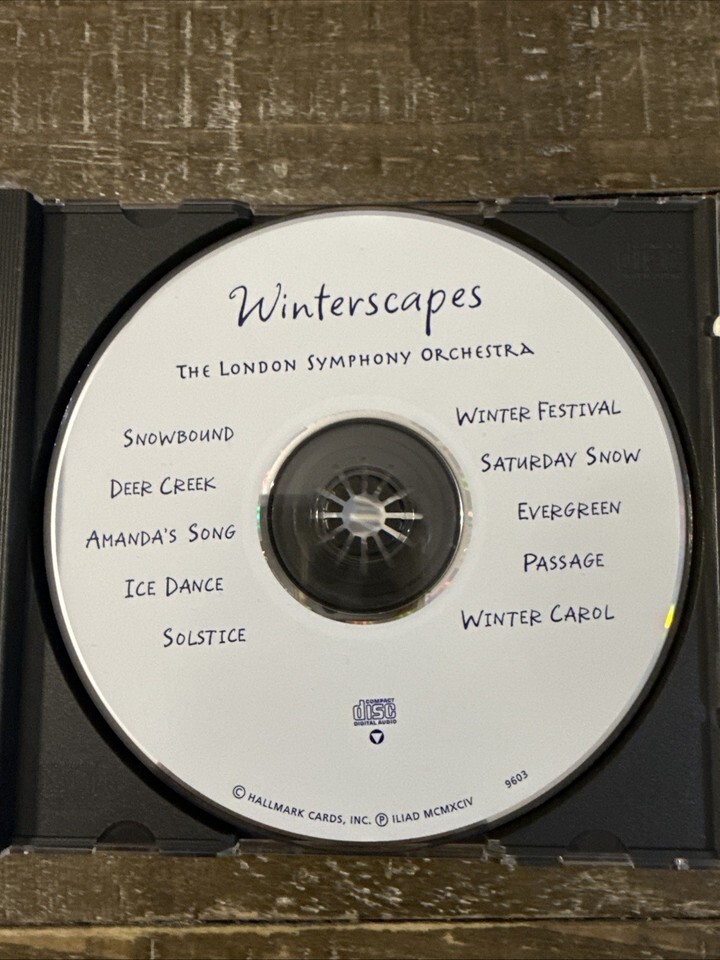 Winterscapes
THE LONDON SYMPHONY ORCHESTRA
SNOWBOUND
DEER CREEK
AMANDA'S SONG
ICE DANCE
SOLSTICE
WINTER FESTIVAL
SATURDAY SNOW
EVERGREEN
PASSAGE
WINTER CAROL
COMPACT
disc
DIGITAL AUDIO
© HALLMARK CARDS, INC. ℗ ILIAD MCMXCIV
9603